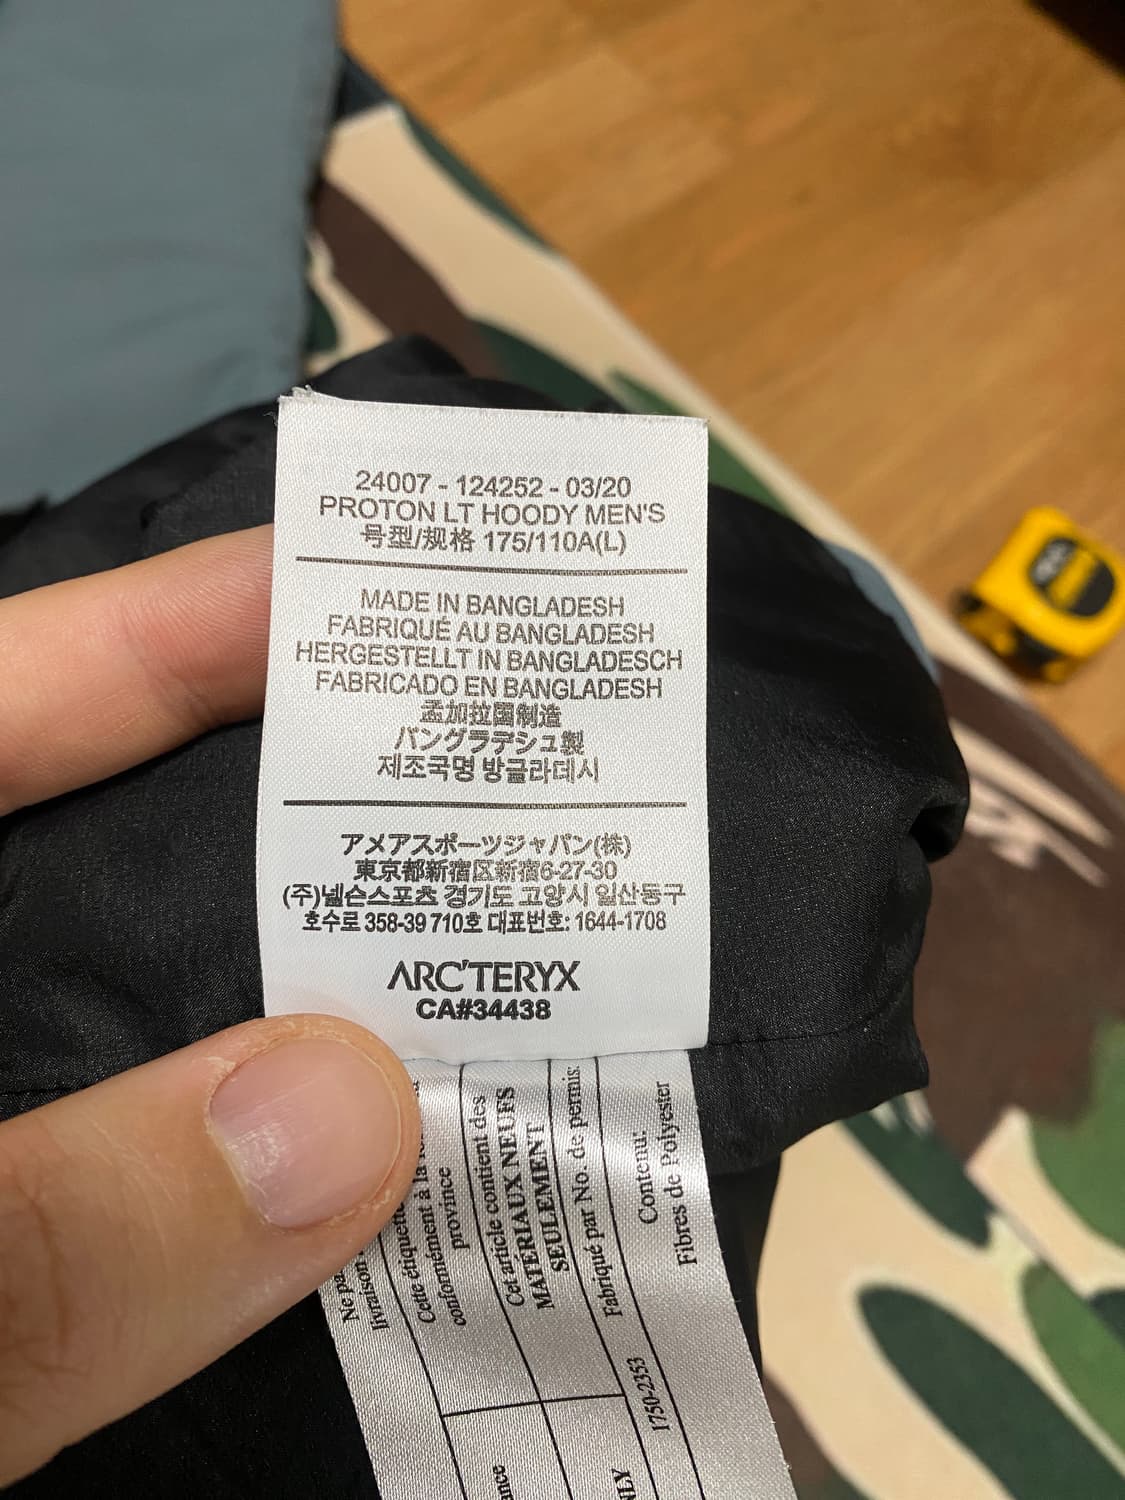 24007 - 124252 - 03/20
PROTON LT HOODY MEN'S
号型/规格 175/110A(L)
MADE IN BANGLADESH
FABRIQUÉ AU BANGLADESH
HERGESTELLT IN BANGLADESCH
FABRICADO EN BANGLADESH
孟加拉国制造
バングラデシュ製
제조국명 방글라데시
アメアスポーツジャパン(株)
東京都新宿区新宿6-27-30
(주)넬슨스포츠 경기도 고양시 일산동구
호수로 358-39 710호 대표번호: 1644-1708
ARC'TERYX
CA#34438
Ne
livraison
Cette étiquette
conformément à la
province
Cet article contient des
MATÉRIAUX NEUFS
SEULEMENT
Fabriqué par No. de permis:
1750-2353
Contenu:
Fibres de Polyester